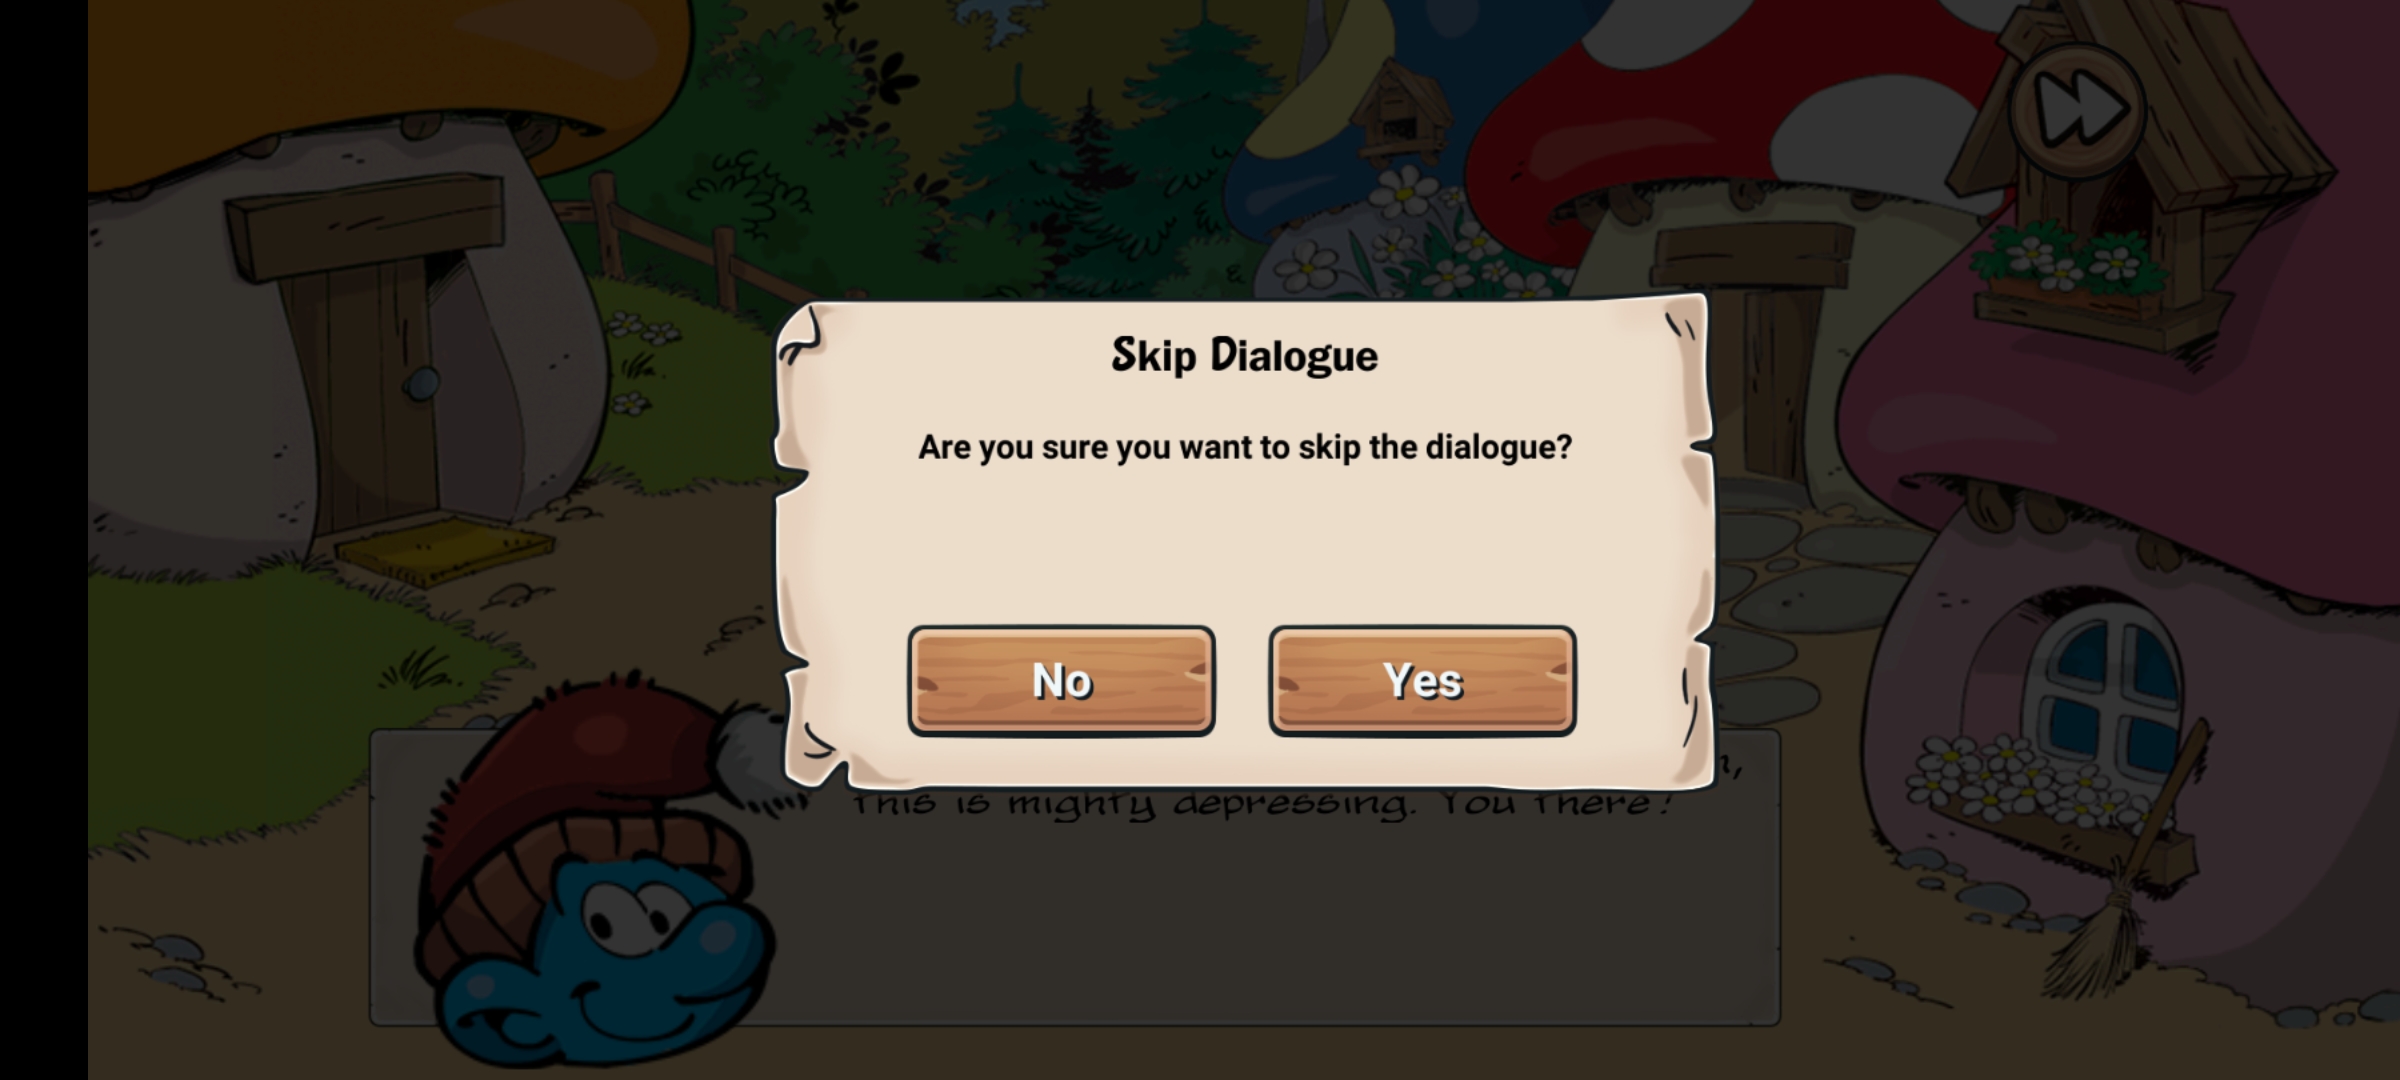 Skip Dialogue
Are you sure you want to skip the dialogue?
No
Yes
This is mighty depressing. You there!